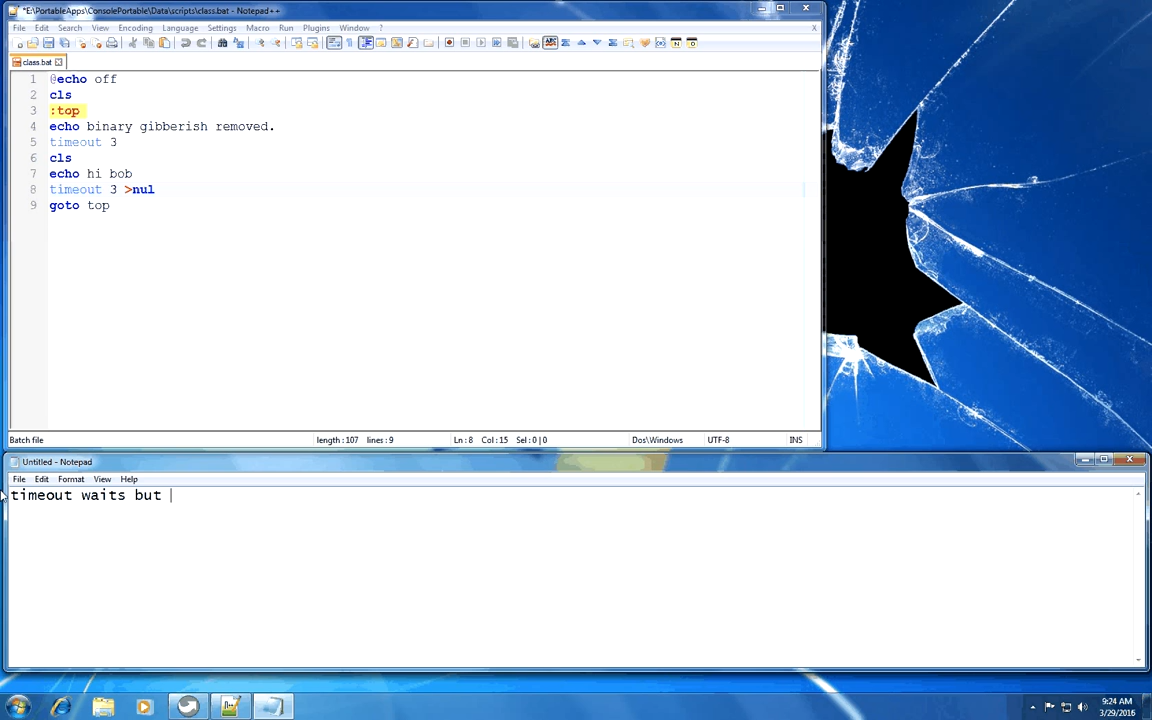 *E:\PortableApps\ConsolePortable\Data\scripts\class.bat - Notepad++
File Edit Search View Encoding Language Settings Macro Run Plugins Window ? X
class.bat
1 @echo off
2 cls
3 :top
4 echo binary gibberish removed.
5 timeout 3
6 cls
7 echo hi bob
8 timeout 3 >nul
9 goto top
Batch file length : 107 lines : 9 Ln : 8 Col : 15 Sel : 0 | 0 Dos\Windows UTF-8 INS
Untitled - Notepad
File Edit Format View Help
timeout waits but
9:24 AM
3/29/2016